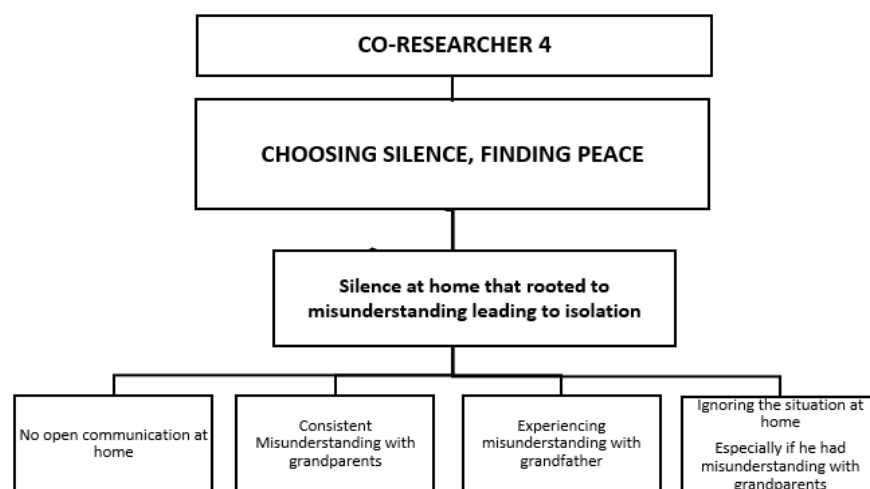 CO-RESEARCHER 4
CHOOSING SILENCE, FINDING PEACE
Silence at home that rooted to
misunderstanding leading to isolation
No open communication at
home
Consistent
Misunderstanding with
grandparents
Experiencing
misunderstanding with
grandfather
Ignoring the situation at
home
Especially if he had
misunderstanding with
grandparents